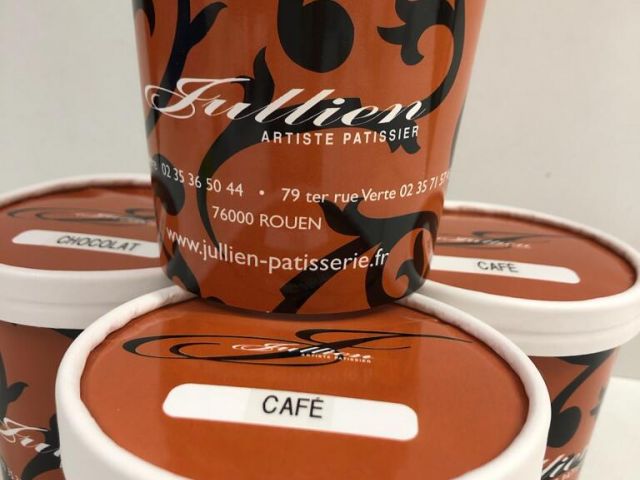 Jullien
ARTISTE PATISSIER
02 35 36 50 44 • 79 ter rue Verte 02 35 71 57
76000 ROUEN
www.jullien-patisserie.fr
CHOCOLAT
CAFÉ
Jullien
ARTISTE PATISSIER
CAFÉ